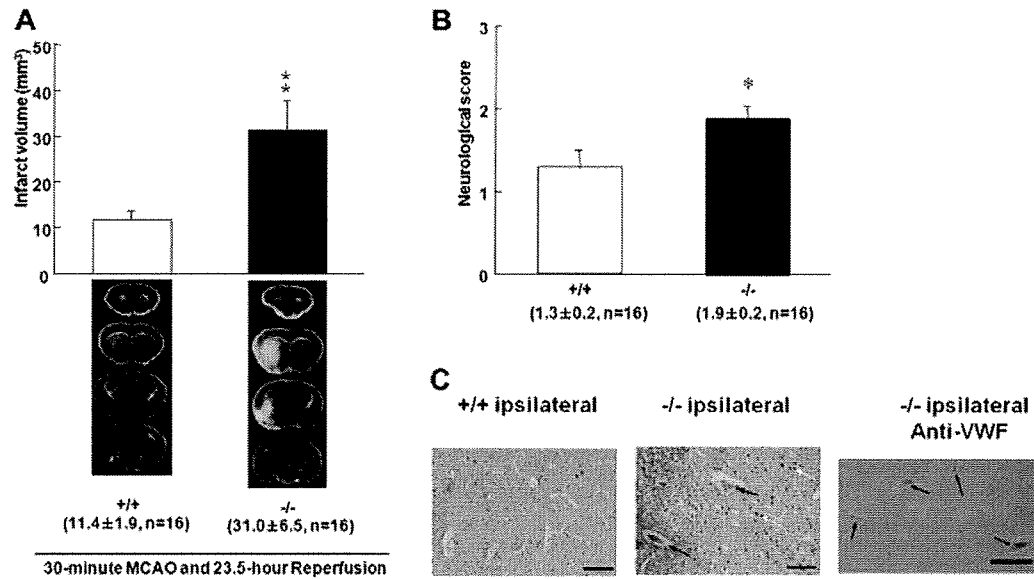 A
Infarct volume (mm³)
50
40
30
20
10
0
**
+/+
(11.4±1.9, n=16)
-/-
(31.0±6.5, n=16)
30-minute MCAO and 23.5-hour Reperfusion
B
Neurological score
3
2
1
0
*
+/+
(1.3±0.2, n=16)
-/-
(1.9±0.2, n=16)
C
+/+ ipsilateral
-/- ipsilateral
-/- ipsilateral
Anti-VWF